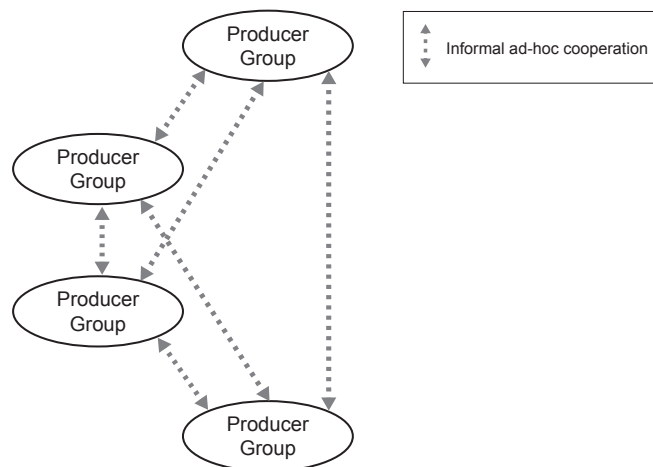 Producer
Group
Informal ad-hoc cooperation
Producer
Group
Producer
Group
Producer
Group